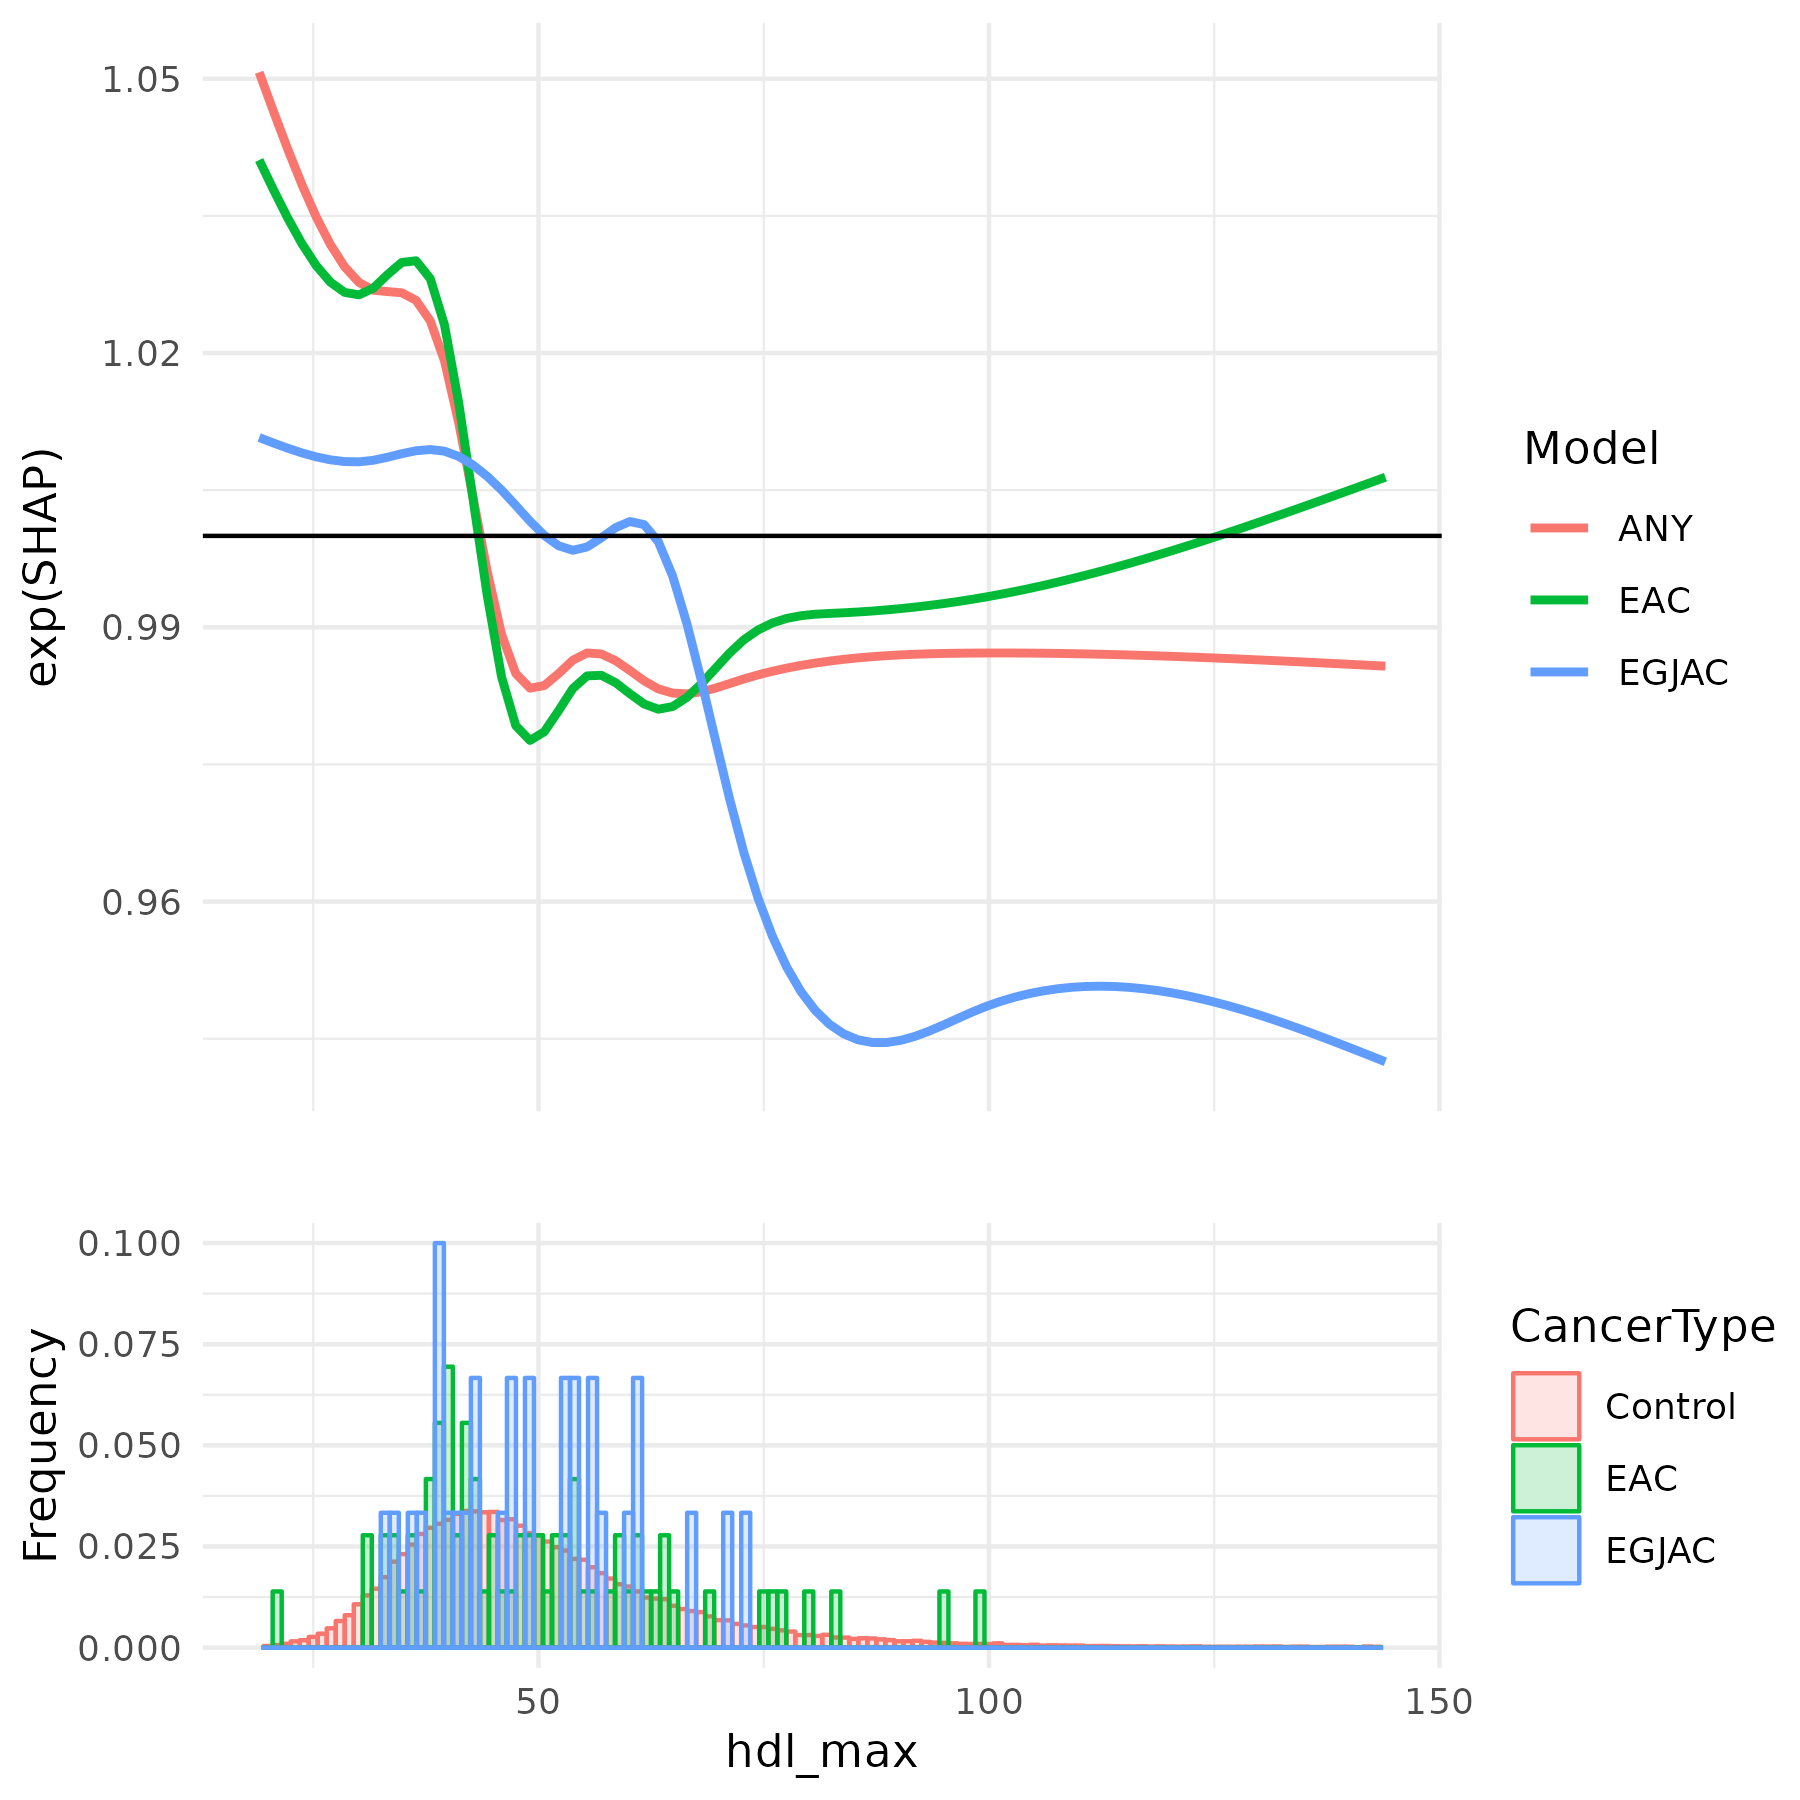 1.05
1.02
0.99
0.96
exp(SHAP)
Model
ANY
EAC
EGJAC
0.100
0.075
0.050
0.025
0.000
Frequency
50
100
150
hdl_max
CancerType
Control
EAC
EGJAC